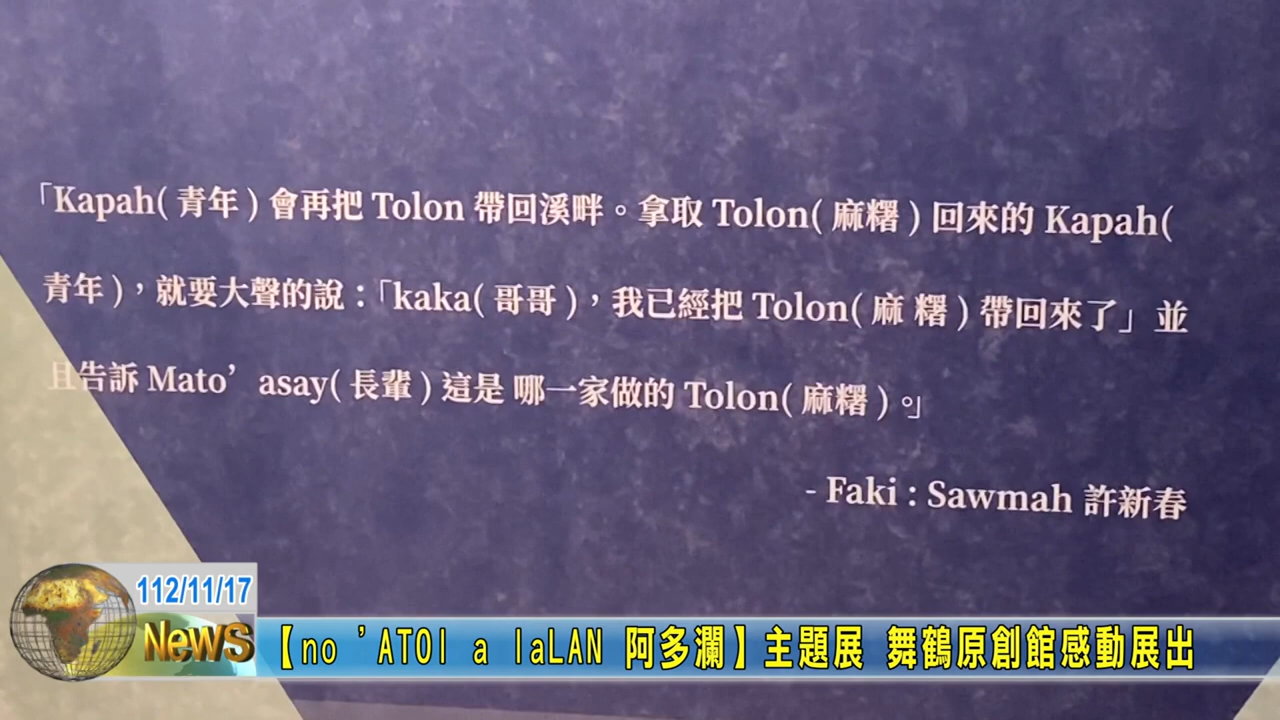 「Kapah( 青年 ) 會再把 Tolon 帶回溪畔。拿取 Tolon( 麻糬 ) 回來的 Kapah(
青年 )，就要大聲的說：「kaka( 哥哥 )，我已經把 Tolon( 麻 糬 ) 帶回來了」並
且告訴 Mato’asay( 長輩 ) 這是 哪一家做的 Tolon( 麻糬 )。」
- Faki : Sawmah 許新春
112/11/17
NewS
【no 'ATOl a laLAN 阿多瀾】主題展 舞鶴原創館感動展出